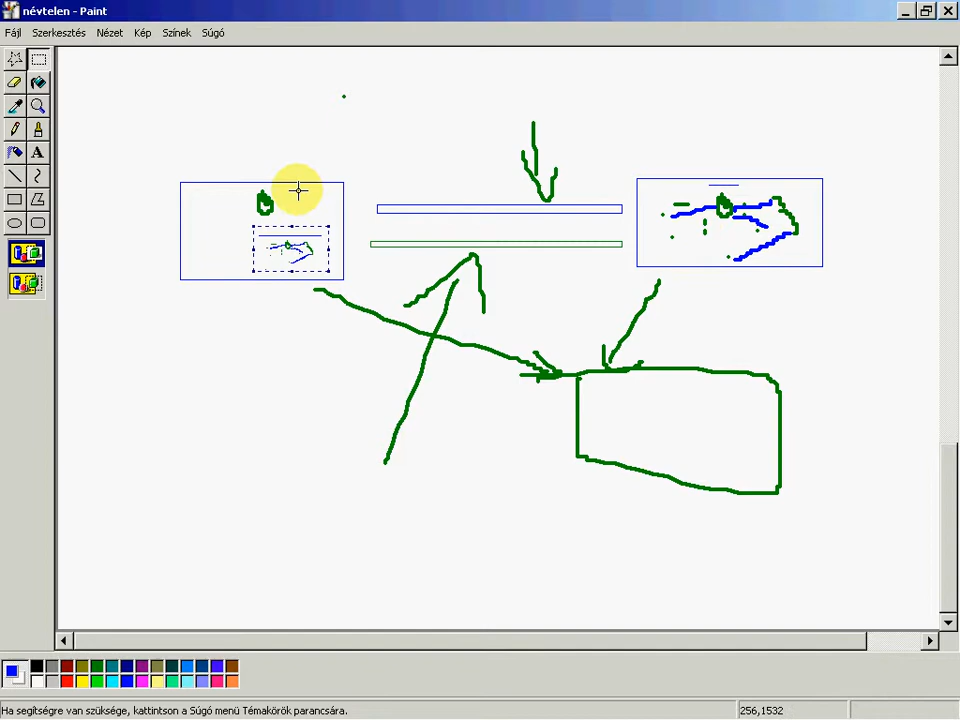 névtelen - Paint
Fájl Szerkesztés Nézet Kép Színek Súgó
A
Ha segítségre van szüksége, kattintson a Súgó menü Témakörök parancsára.
256,1532